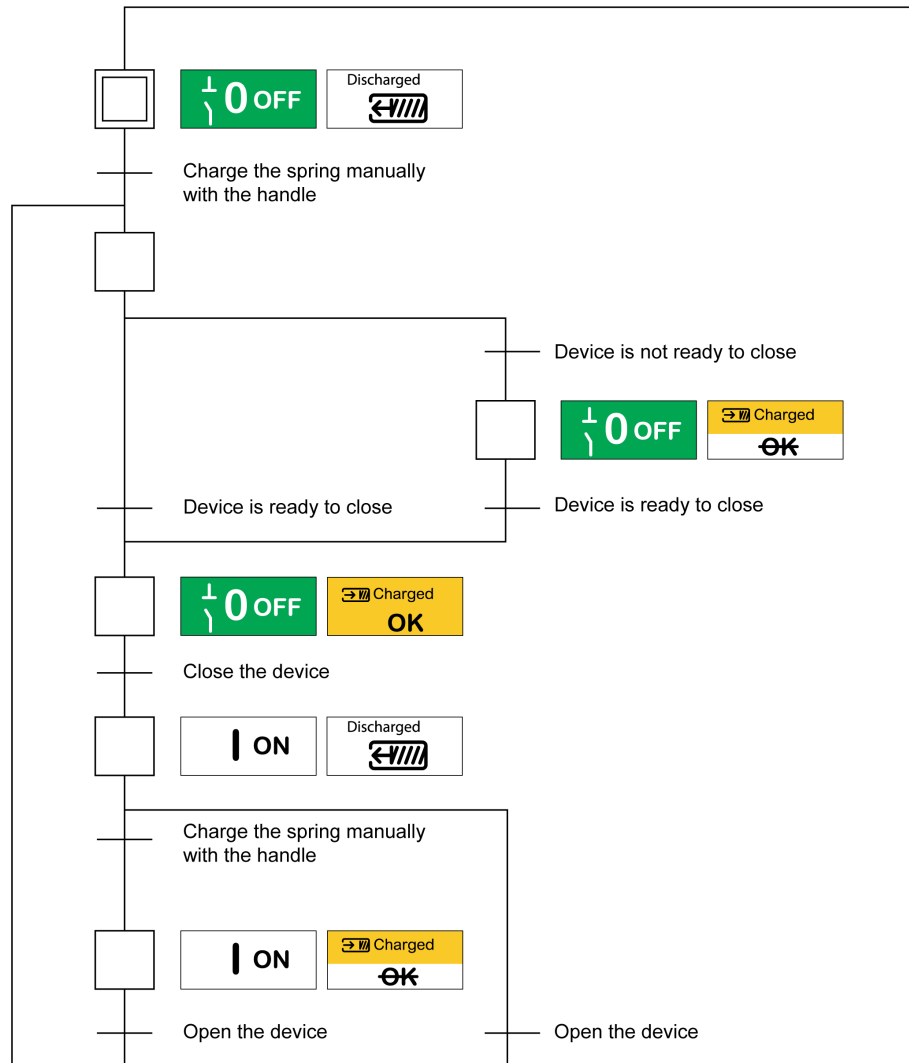 0 OFF
Discharged
Charge the spring manually
with the handle
Device is not ready to close
0 OFF
Charged
OK
Device is ready to close
Device is ready to close
0 OFF
Charged
OK
Close the device
I ON
Discharged
Charge the spring manually
with the handle
I ON
Charged
OK
Open the device
Open the device